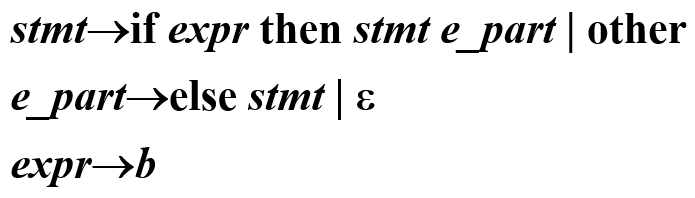 stmt→if expr then stmt e_part | other
e_part→else stmt | ε
expr→b